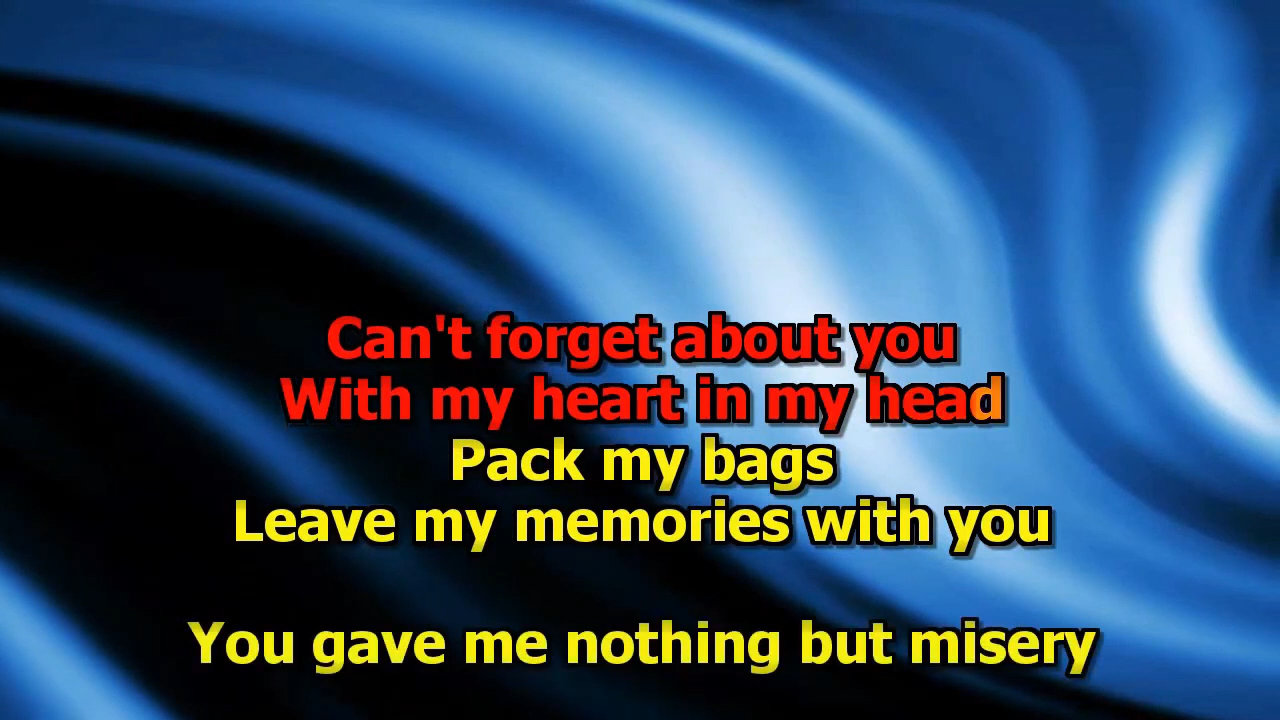 Can't forget about you
With my heart in my head
Pack my bags
Leave my memories with you
You gave me nothing but misery